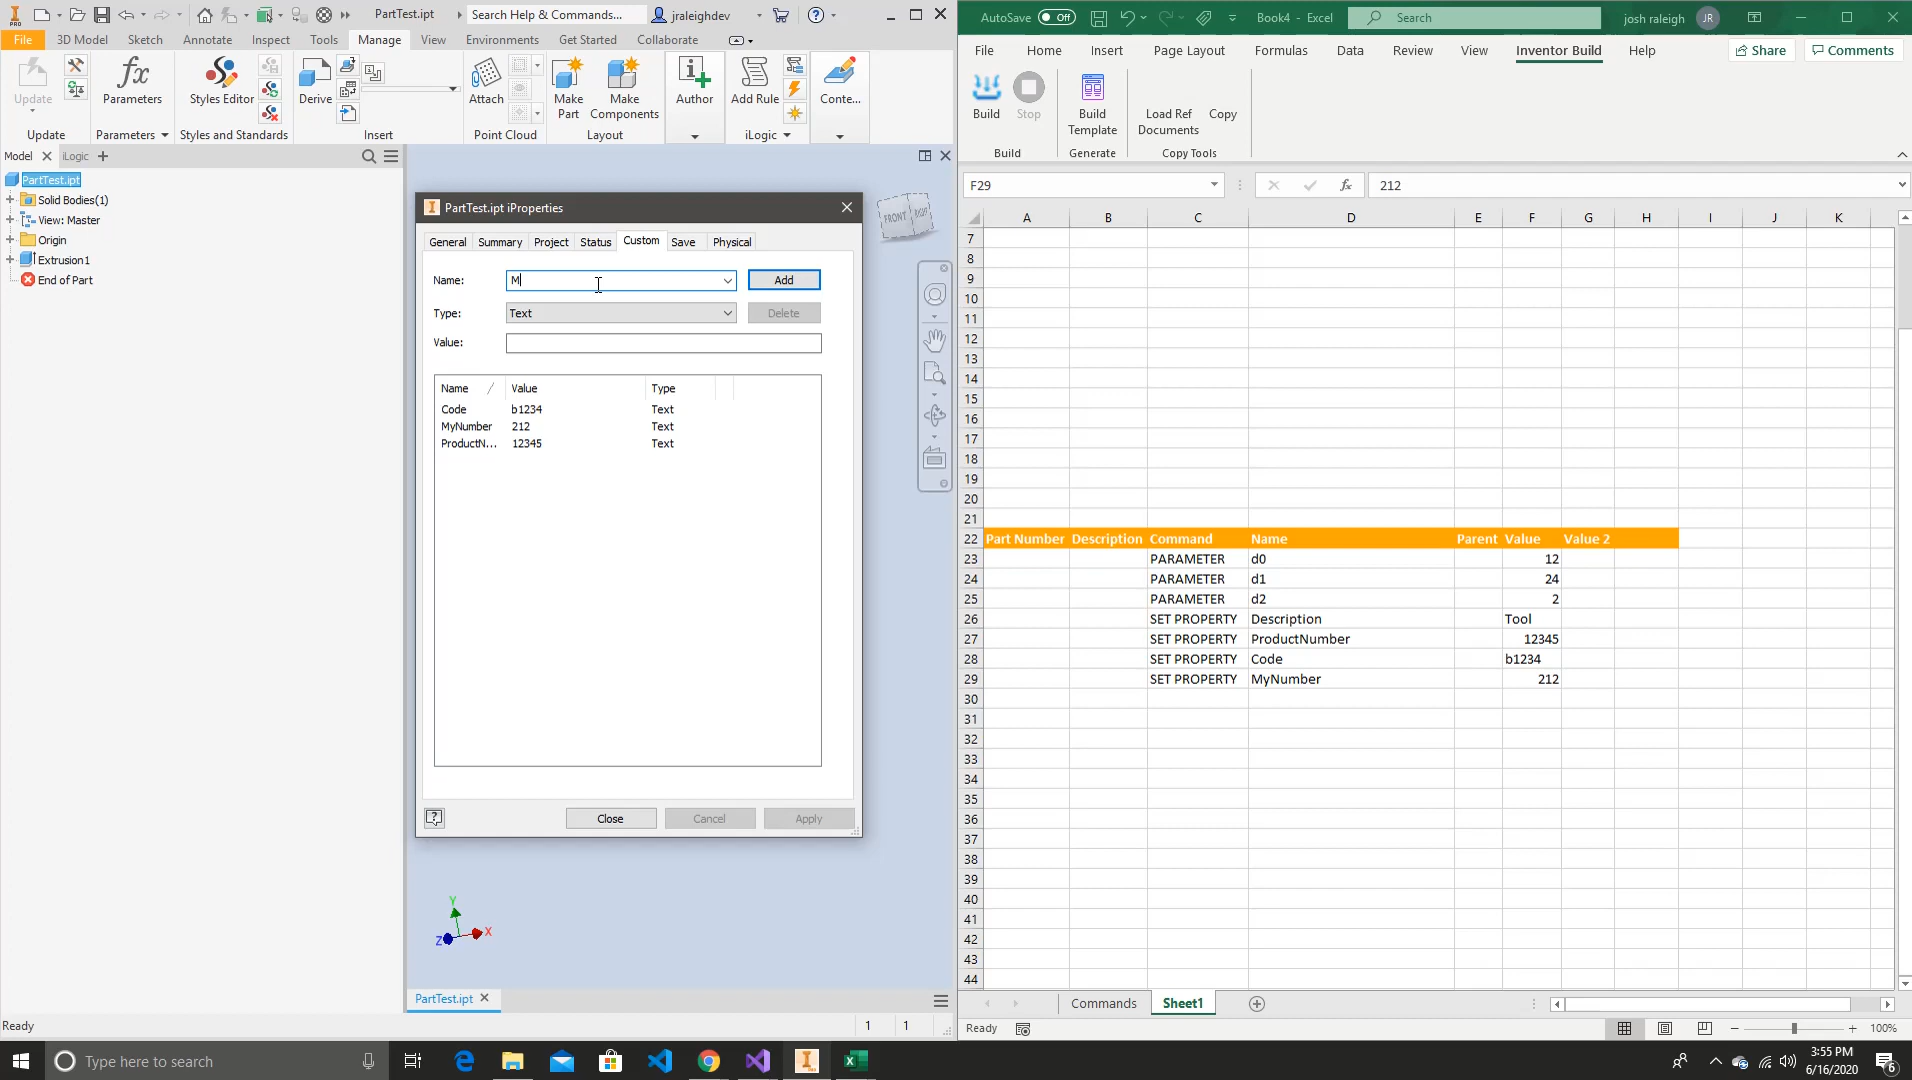 PRO
PartTest.ipt
Search Help & Commands...
jraleighdev
File
3D Model
Sketch
Annotate
Inspect
Tools
Manage
View
Environments
Get Started
Collaborate
Update
Parameters
Styles Editor
Derive
Attach
Make Part
Make Components
Author
Add Rule
Conte...
Update
Parameters
Styles and Standards
Insert
Point Cloud
Layout
iLogic
Model
iLogic
PartTest.ipt
Solid Bodies(1)
View: Master
Origin
Extrusion1
End of Part
FRONT
PartTest.ipt iProperties
General
Summary
Project
Status
Custom
Save
Physical
Name:
M
Add
Type:
Text
Delete
Value:
Name
Value
Type
Code b1234 Text
MyNumber 212 Text
ProductN... 12345 Text
Close
Cancel
Apply
Y
Z
X
PartTest.ipt
Ready
1
1
AutoSave
Off
Book4 - Excel
Search
josh raleigh
JR
File
Home
Insert
Page Layout
Formulas
Data
Review
View
Inventor Build
Help
Share
Comments
Build
Stop
Build Template
Load Ref Documents
Copy
Build
Generate
Copy Tools
F29
fx
212
A B C D E F G H I J K
7
8
9
10
11
12
13
14
15
16
17
18
19
20
21
22 Part Number Description Command Name Parent Value Value 2
23 PARAMETER d0 12
24 PARAMETER d1 24
25 PARAMETER d2 2
26 SET PROPERTY Description Tool
27 SET PROPERTY ProductNumber 12345
28 SET PROPERTY Code b1234
29 SET PROPERTY MyNumber 212
30
31
32
33
34
35
36
37
38
39
40
41
42
43
44
Commands
Sheet1
Ready
100%
Type here to search
3:55 PM
6/16/2020
6